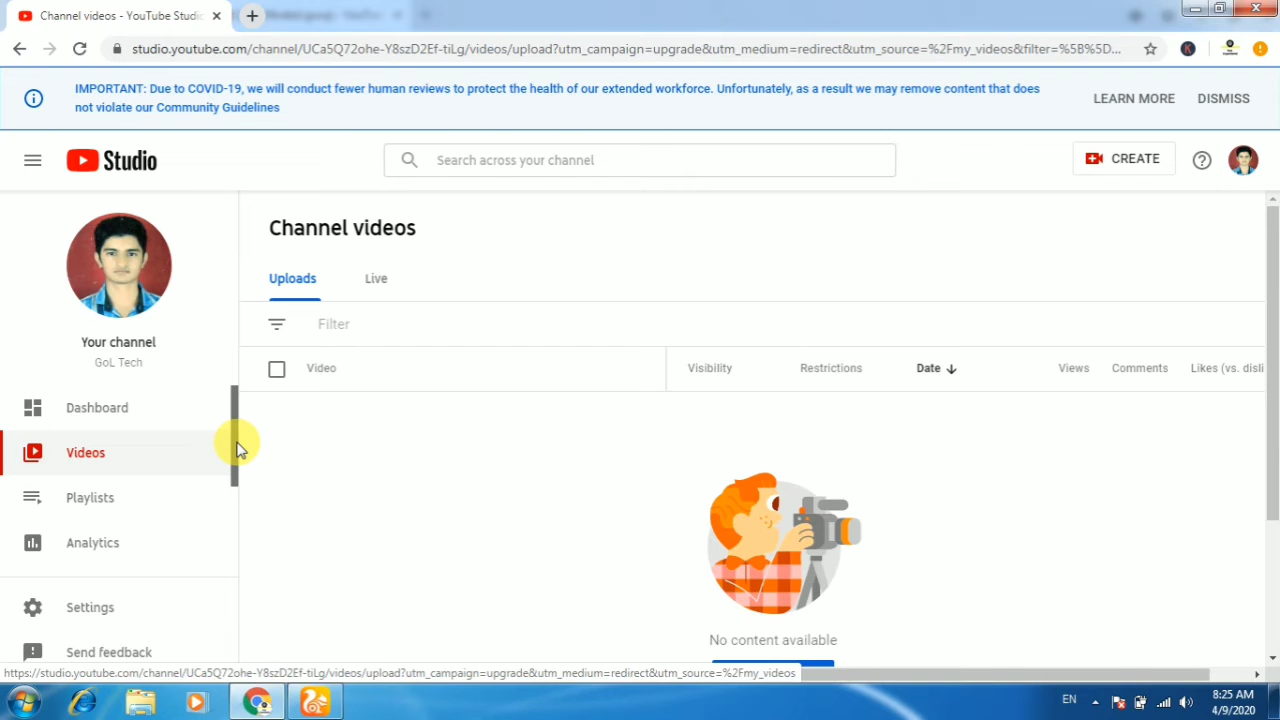 Channel videos - YouTube Studio
studio.youtube.com/channel/UCa5Q72ohe-Y8szD2Ef-tiLg/videos/upload?utm_campaign=upgrade&utm_medium=redirect&utm_source=%2Fmy_videos&filter=%5B%5D...
IMPORTANT: Due to COVID-19, we will conduct fewer human reviews to protect the health of our extended workforce. Unfortunately, as a result we may remove content that does
not violate our Community Guidelines
LEARN MORE DISMISS
Studio
Search across your channel
CREATE
Channel videos
Uploads Live
Filter
Video Visibility Restrictions Date Views Comments Likes (vs. disli
Your channel
GoL Tech
Dashboard
Videos
Playlists
Analytics
Settings
Send feedback
No content available
https://studio.youtube.com/channel/UCa5Q72ohe-Y8szD2Ef-tiLg/videos/upload?utm_campaign=upgrade&utm_medium=redirect&utm_source=%2Fmy_videos
EN
8:25 AM
4/9/2020